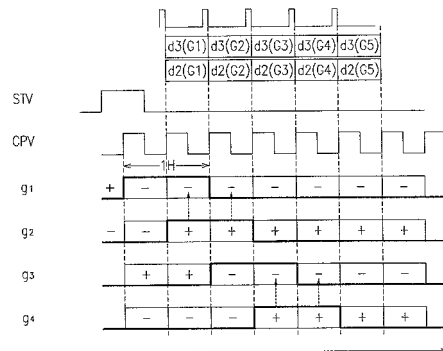 d3(G1) d3(G2) d3(G3) d3(G4) d3(G5)
d2(G1) d2(G2) d2(G3) d2(G4) d2(G5)
STV
CPV
1H
g1 + - - - - - - -
g2 - - + + + + + +
g3 + + - - - - -
g4 - - - + + + +